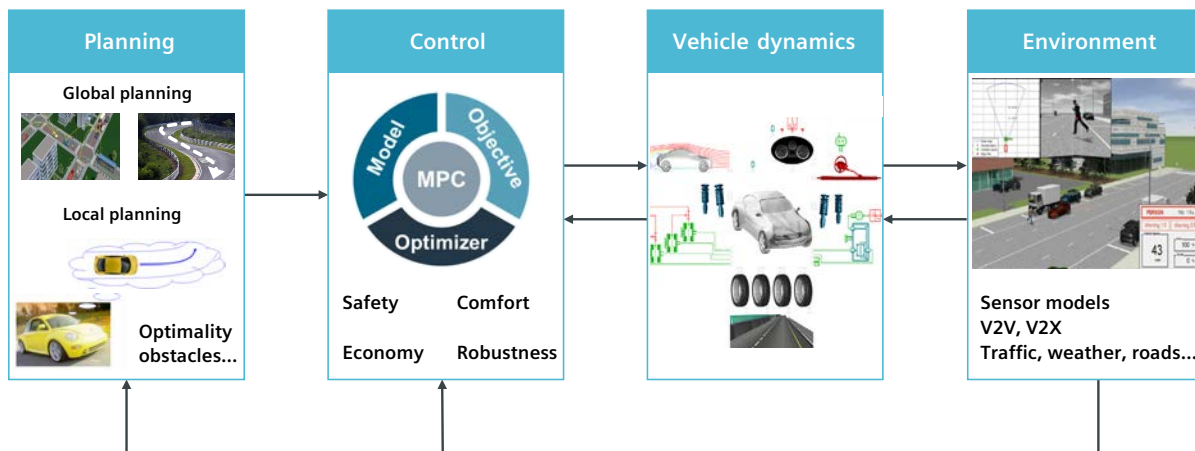 Planning
Global planning
Local planning
Optimality
obstacles...
Control
Model
Objective
MPC
Optimizer
Safety
Comfort
Economy
Robustness
Vehicle dynamics
Environment
PERSON
43
Sensor models
V2V, V2X
Traffic, weather, roads...